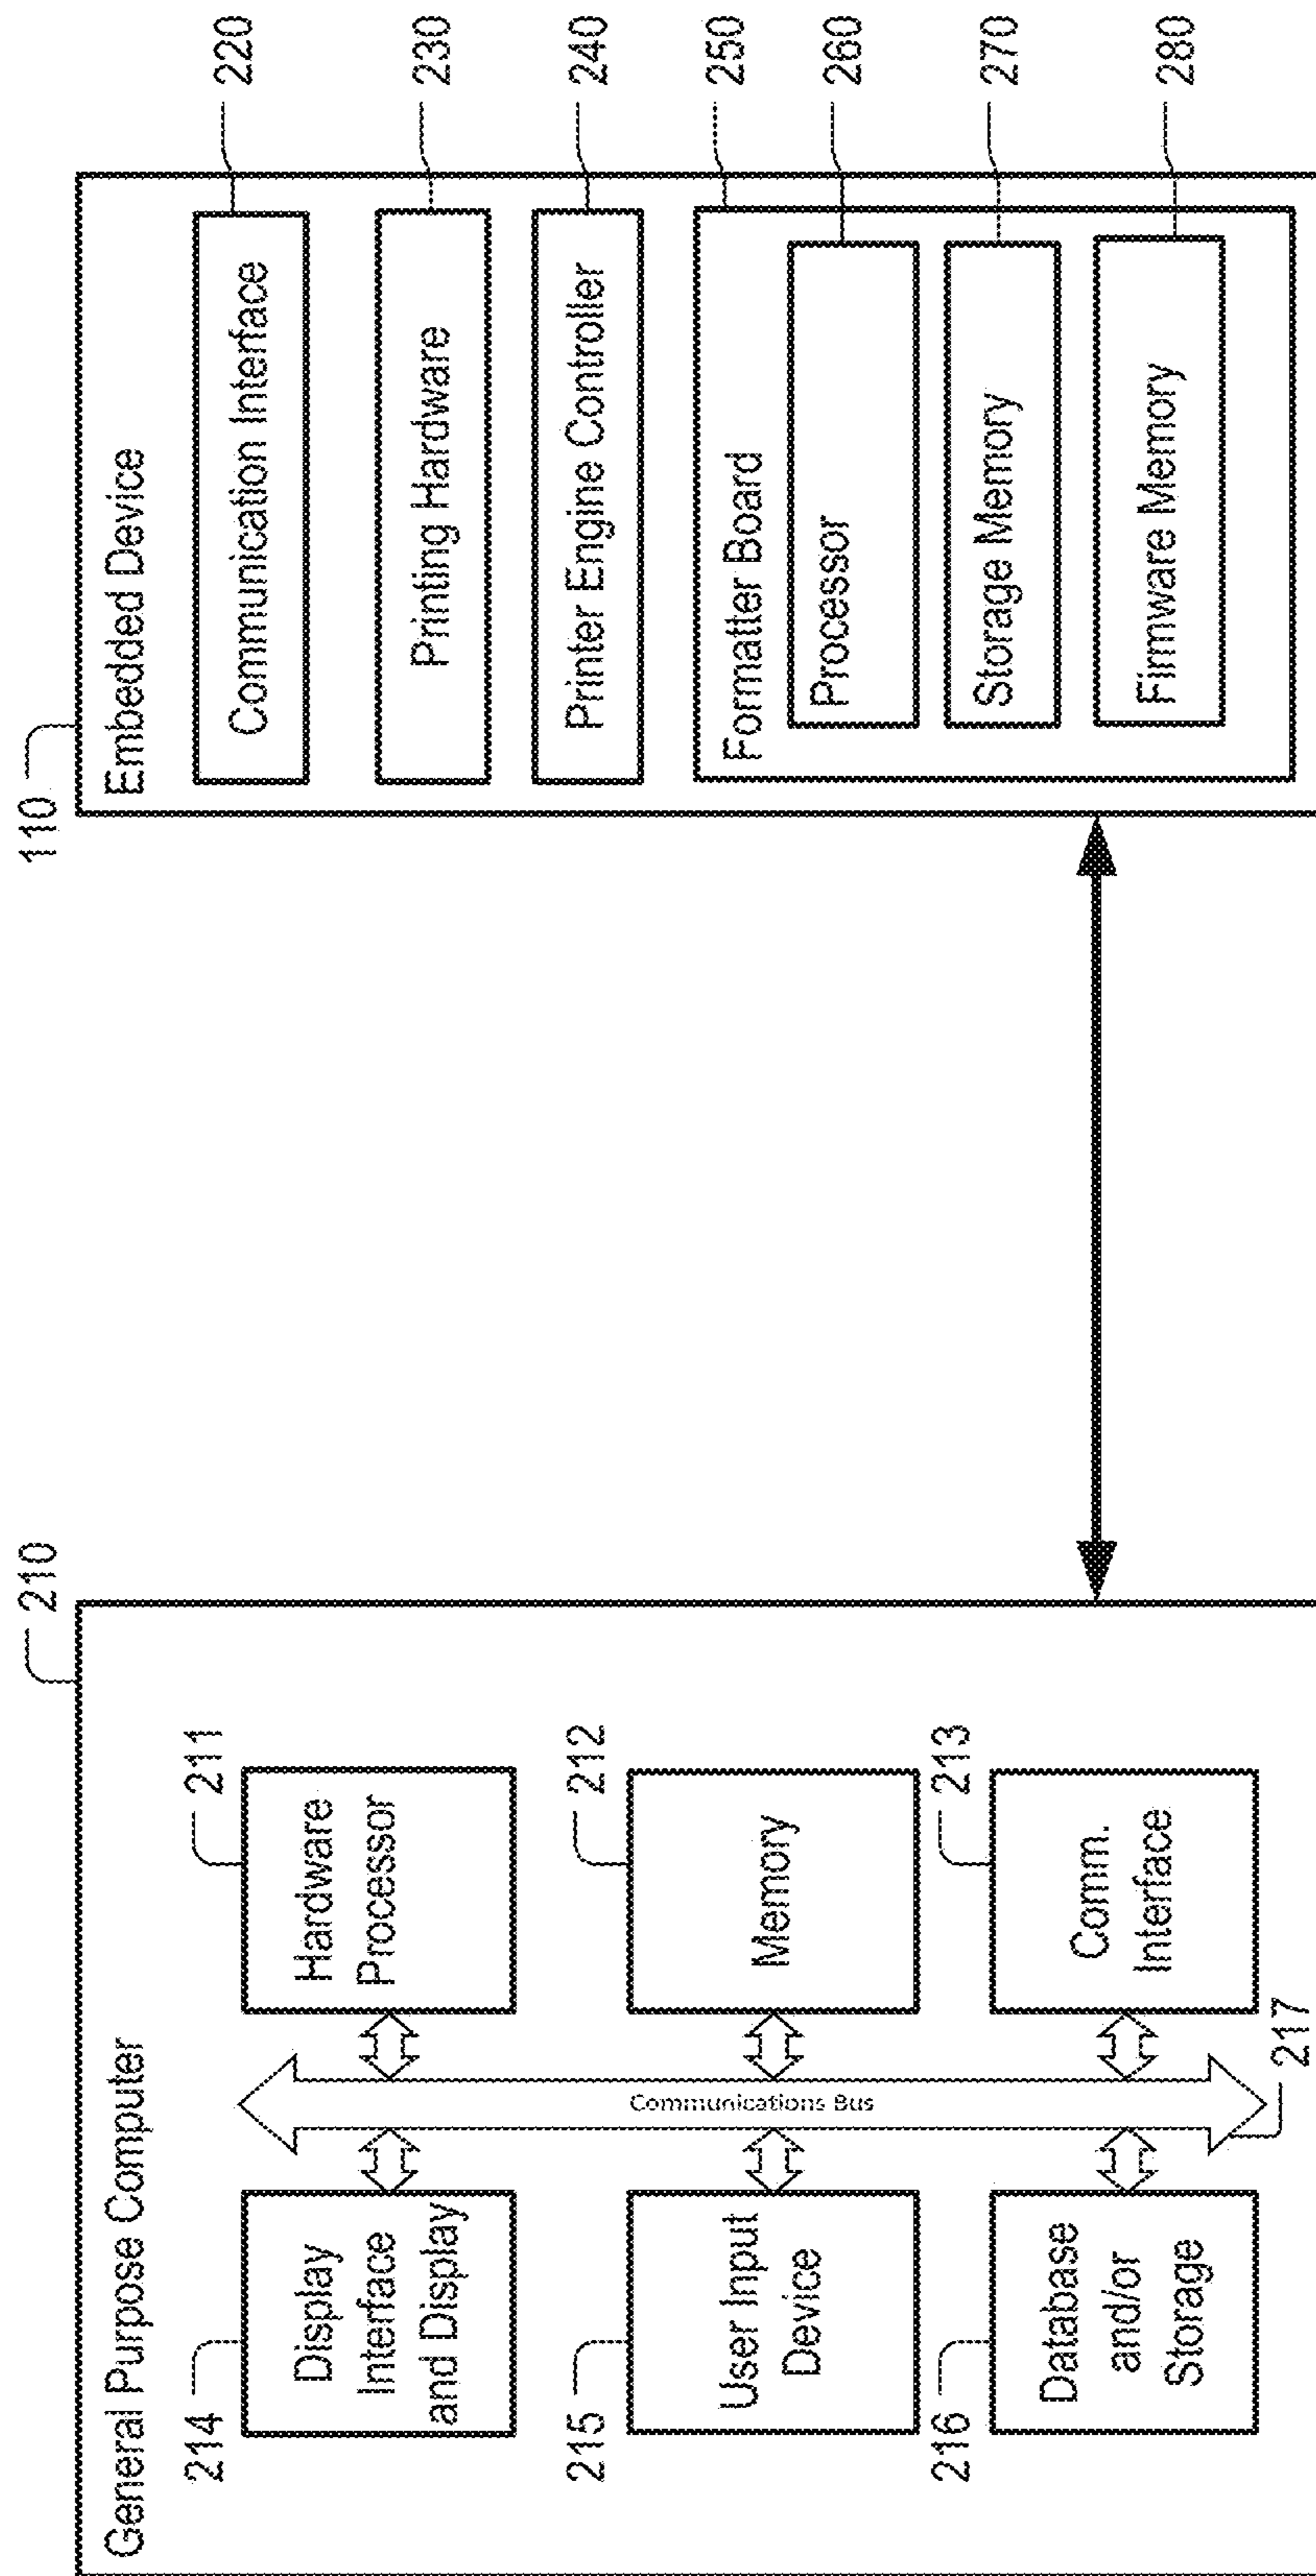 210
General Purpose Computer
214
Display
Interface
and Display
211
Hardware
Processor
215
User Input
Device
212
Memory
216
Database
and/or
Storage
213
Comm.
Interface
Communications Bus
217
110
Embedded Device
Communication Interface
220
Printing Hardware
230
Printer Engine Controller
240
Formatter Board
250
Processor
260
Storage Memory
270
Firmware Memory
280